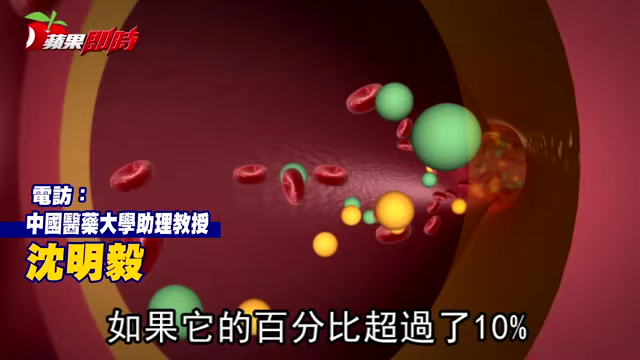 蘋果即時
電訪：
中國醫藥大學助理教授
沈明毅
如果它的百分比超過了10%